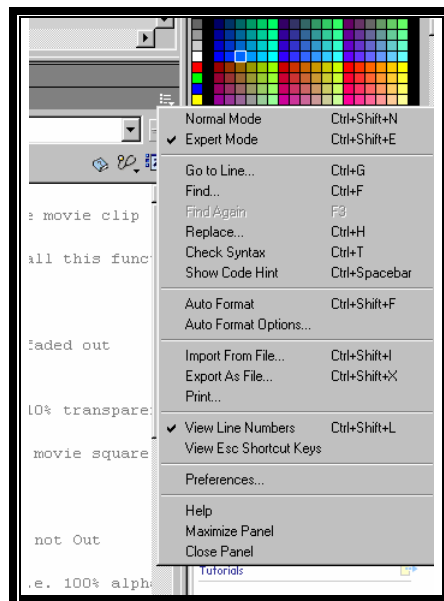 Normal Mode Ctrl+Shift+N
Expert Mode Ctrl+Shift+E
Go to Line... Ctrl+G
Find... Ctrl+F
Find Again F3
Replace... Ctrl+H
Check Syntax Ctrl+T
Show Code Hint Ctrl+Spacebar
Auto Format Ctrl+Shift+F
Auto Format Options...
Import From File... Ctrl+Shift+I
Export As File... Ctrl+Shift+X
Print...
View Line Numbers Ctrl+Shift+L
View Esc Shortcut Keys
Preferences...
Help
Maximize Panel
Close Panel
e movie clip
all this func
faded out
10% transpare
movie square
not Out
.e. 100% alph
Tutorials